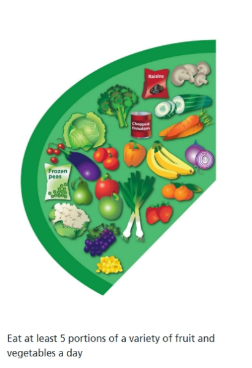 Raisins
Chopped
tomatoes
Frozen
peas
Eat at least 5 portions of a variety of fruit and
vegetables a day